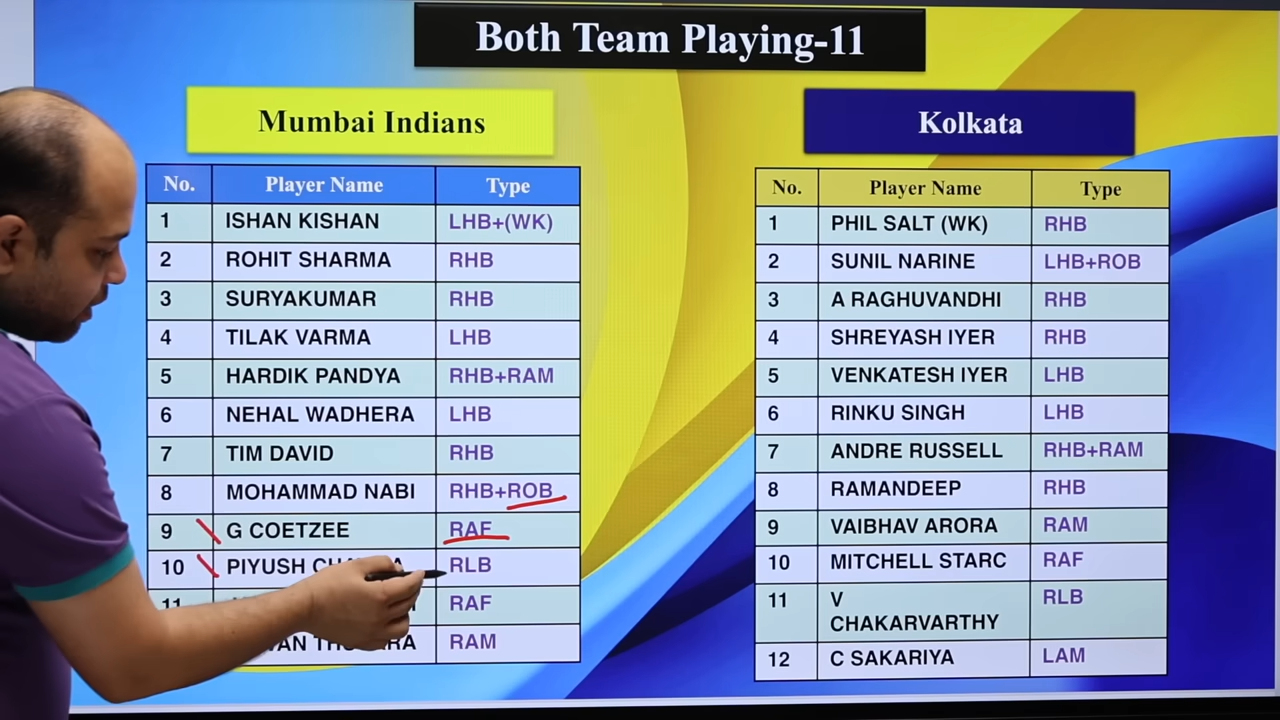 Both Team Playing-11
Mumbai Indians
No. Player Name Type
1 ISHAN KISHAN LHB+(WK)
2 ROHIT SHARMA RHB
3 SURYAKUMAR RHB
4 TILAK VARMA LHB
5 HARDIK PANDYA RHB+RAM
6 NEHAL WADHERA LHB
7 TIM DAVID RHB
8 MOHAMMAD NABI RHB+ROB
9 G COETZEE RAF
10 PIYUSH RLB
11 RAF
RAM
Kolkata
No. Player Name Type
1 PHIL SALT (WK) RHB
2 SUNIL NARINE LHB+ROB
3 A RAGHUVANDHI RHB
4 SHREYASH IYER RHB
5 VENKATESH IYER LHB
6 RINKU SINGH LHB
7 ANDRE RUSSELL RHB+RAM
8 RAMANDEEP RHB
9 VAIBHAV ARORA RAM
10 MITCHELL STARC RAF
11 V RLB
CHAKARVARTHY
12 C SAKARIYA LAM